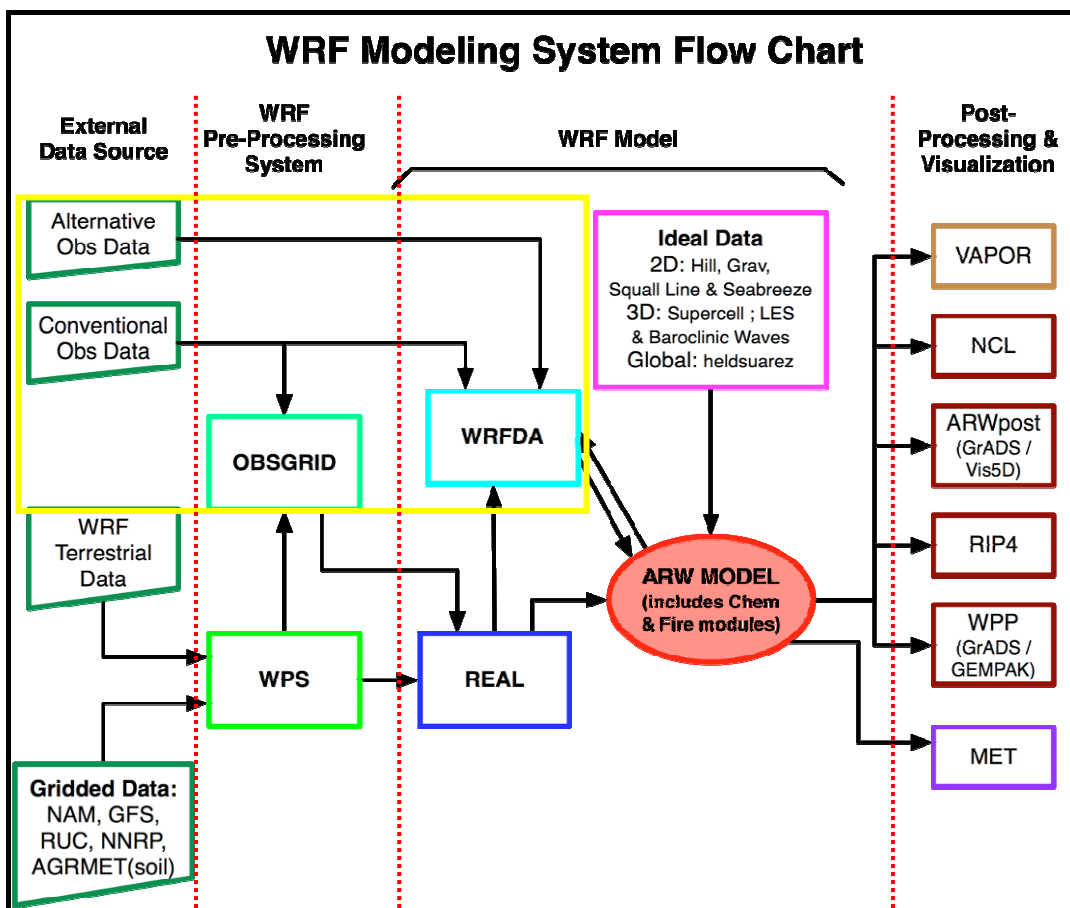 WRF Modeling System Flow Chart
External
Data Source
WRF
Pre-Processing
System
WRF Model
Post-
Processing &
Visualization
Alternative
Obs Data
Conventional
Obs Data
WRF
Terrestrial
Data
Gridded Data:
NAM, GFS,
RUC, NNRP,
AGRMET(soil)
OBSGRID
WPS
WRFDA
REAL
Ideal Data
2D: Hill, Grav,
Squall Line & Seabreeze
3D: Supercell ; LES
& Baroclinic Waves
Global: heldsuarez
ARW MODEL
(includes Chem
& Fire modules)
VAPOR
NCL
ARWpost
(GrADS /
Vis5D)
RIP4
WPP
(GrADS /
GEMPAK)
MET